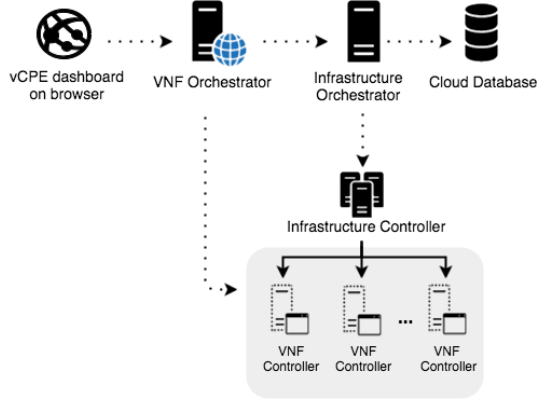 vCPE dashboard
on browser
VNF Orchestrator
Infrastructure
Orchestrator
Cloud Database
Infrastructure Controller
VNF
Controller
VNF
Controller
...
VNF
Controller